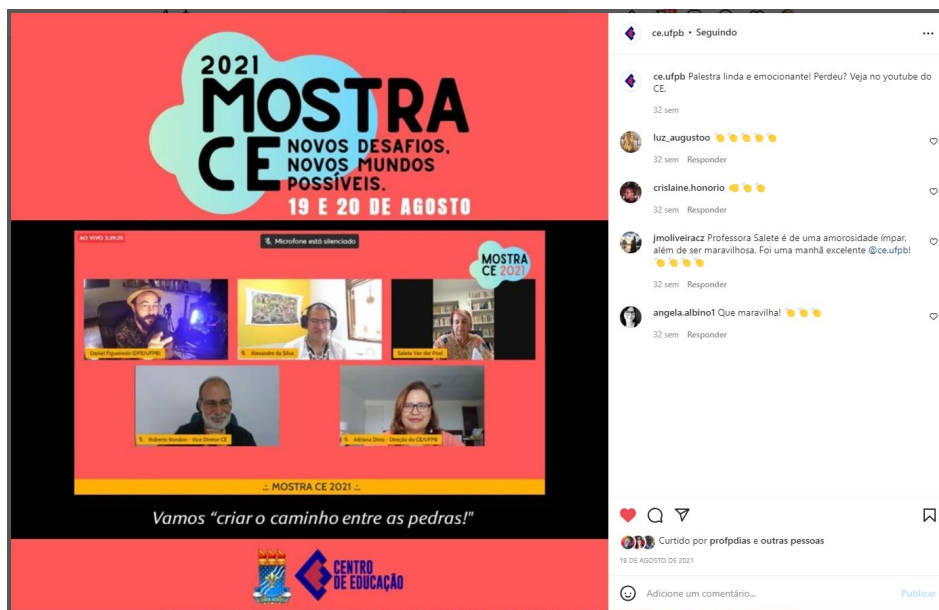 2021
MOSTRA
CE NOVOS DESAFIOS,
NOVOS MUNDOS
POSSÍVEIS.
19 E 20 DE AGOSTO
AO VIVO 3:39:25
Microfone está silenciado
MOSTRA
CE 2021
Daniel Figueiredo (DFE/UFPB)
Alexandre da Silva
Salete Van der Poel
Roberto Rondon - Vice Diretor CE
Adriana Diniz - Direção do CE/UFPB
.:. MOSTRA CE 2021 .:.
Vamos "criar o caminho entre as pedras!"
CENTRO
DE EDUCAÇÃO
ce.ufpb • Seguindo
ce.ufpb Palestra linda e emocionante! Perdeu? Veja no youtube do
CE.
32 sem
luz_augustoo 👏👏👏👏👏
32 sem Responder
crislaine.honorio 👏👏👏
32 sem Responder
jmoliveiracz Professora Salete é de uma amorosidade ímpar,
além de ser maravilhosa. Foi uma manhã excelente @ce.ufpb!
👏👏👏👏
32 sem Responder
angela.albino1 Que maravilha! 👏👏👏
32 sem Responder
Curtido por profpdias e outras pessoas
19 DE AGOSTO DE 2021
Adicione um comentário...
Publicar